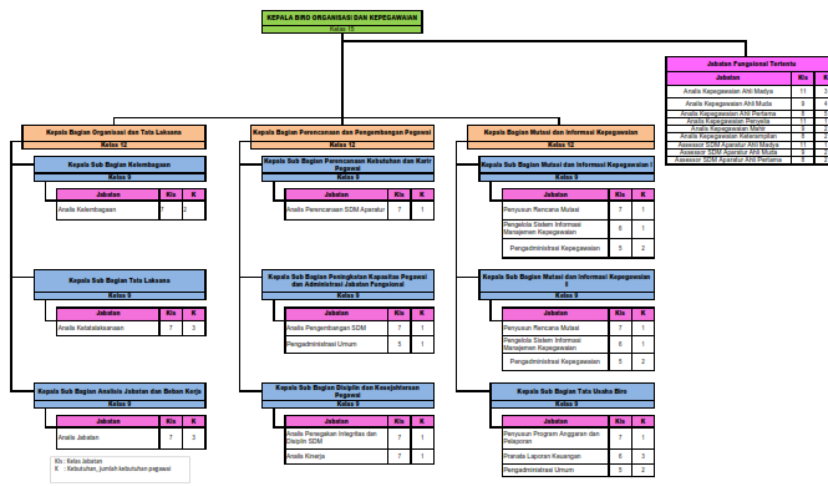 KEPALA BIRO ORGANISASI DAN KEPEGAWAIAN
Kelas 15
Jabatan Fungsional Tertentu
Jabatan Kls K
Analis Kepegawaian Ahli Madya 11 3
Analis Kepegawaian Ahli Muda 9 4
Analis Kepegawaian Ahli Pertama 8 5
Analis Kepegawaian Penyelia 11
Analis Kepegawaian Mahir 9 2
Analis Kepegawaian Keterampilan 8 2
Assessor SDM Aparatur Ahli Madya 11 2
Assessor SDM Aparatur Ahli Muda 9 2
Assessor SDM Aparatur Ahli Pertama 8 2
Kepala Bagian Organisasi dan Tata Laksana
Kelas 12
Kepala Sub Bagian Kelembagaan
Kelas 9
Jabatan Kls K
Analis Kelembagaan 7 2
Kepala Sub Bagian Tata Laksana
Kelas 9
Jabatan Kls K
Analis Ketatalaksanaan 7 3
Kepala Sub Bagian Analisis Jabatan dan Beban Kerja
Kelas 9
Jabatan Kls K
Analis Jabatan 7 3
Kls : Kelas Jabatan
K : Kebutuhan, jumlah kebutuhan pegawai
Kepala Bagian Perencanaan dan Pengembangan Pegawai
Kelas 12
Kepala Sub Bagian Perencanaan Kebutuhan dan Karir
Pegawai
Kelas 9
Jabatan Kls K
Analis Perencanaan SDM Aparatur 7 1
Kepala Sub Bagian Peningkatan Kapasitas Pegawai
dan Administrasi Jabatan Fungsional
Kelas 9
Jabatan Kls K
Analis Pengembangan SDM 7 1
Pengadministrasi Umum 5 1
Kepala Sub Bagian Disiplin dan Kesejahteraan
Pegawai
Kelas 9
Jabatan Kls K
Analis Penegakan Integritas dan
Disiplin SDM 7 1
Analis Kinerja 7 1
Kepala Bagian Mutasi dan Informasi Kepegawaian
Kelas 12
Kepala Sub Bagian Mutasi dan Informasi Kepegawaian I
Kelas 9
Jabatan Kls K
Penyusun Rencana Mutasi 7 1
Pengelola Sistem Informasi
Manajemen Kepegawaian 6 1
Pengadministrasi Kepegawaian 5 2
Kepala Sub Bagian Mutasi dan Informasi Kepegawaian
II
Kelas 9
Jabatan Kls K
Penyusun Rencana Mutasi 7 1
Pengelola Sistem Informasi
Manajemen Kepegawaian 6 1
Pengadministrasi Kepegawaian 5 2
Kepala Sub Bagian Tata Usaha Biro
Kelas 9
Jabatan Kls K
Penyusun Program Anggaran dan
Pelaporan 7 1
Pranata Laporan Keuangan 6 3
Pengadministrasi Umum 5 2